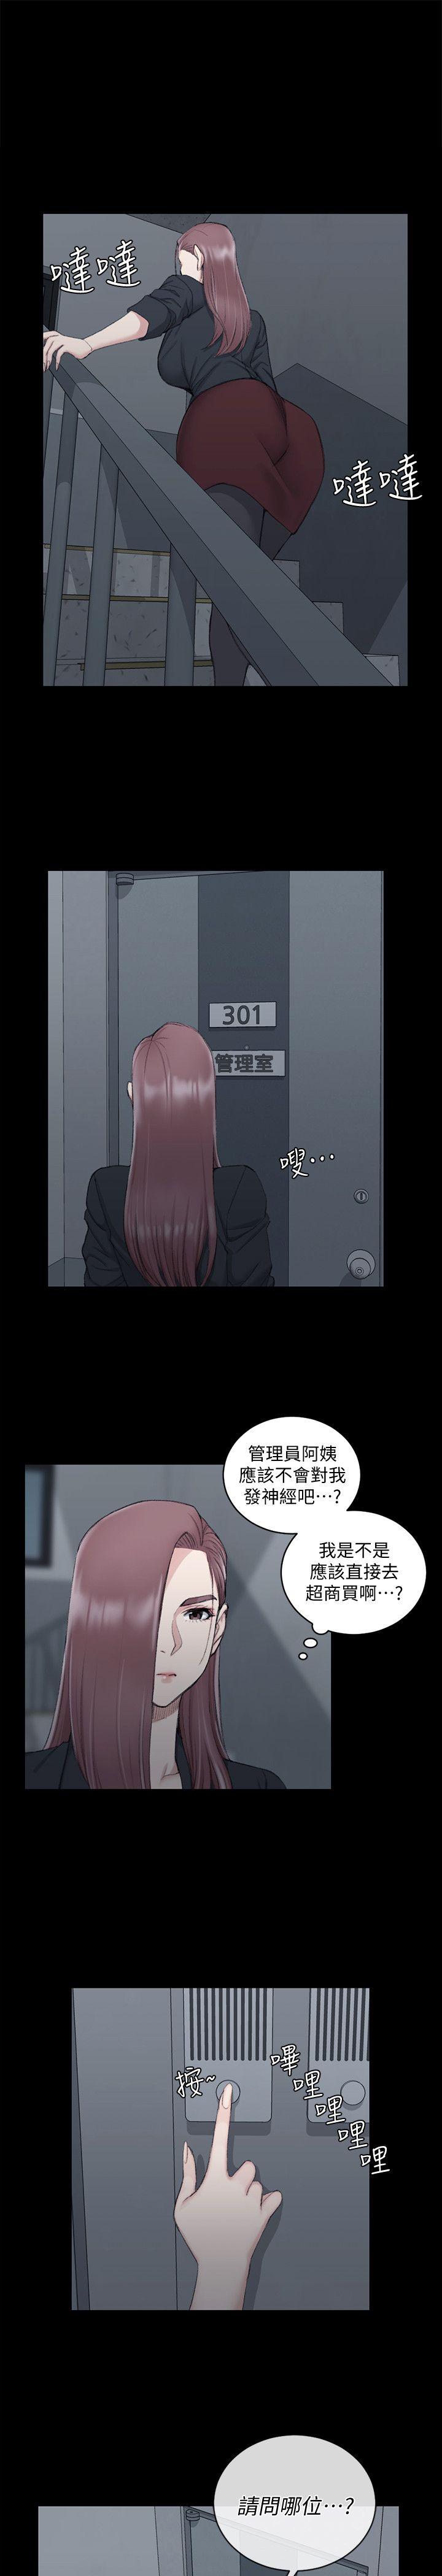 噠噠
噠噠
301
管理室
嗖⋯
管理員阿姨
應該不會對我
發神經吧⋯?
我是不是
應該直接去
超商買啊⋯?
按~
嗶哩哩哩哩
請問哪位⋯?